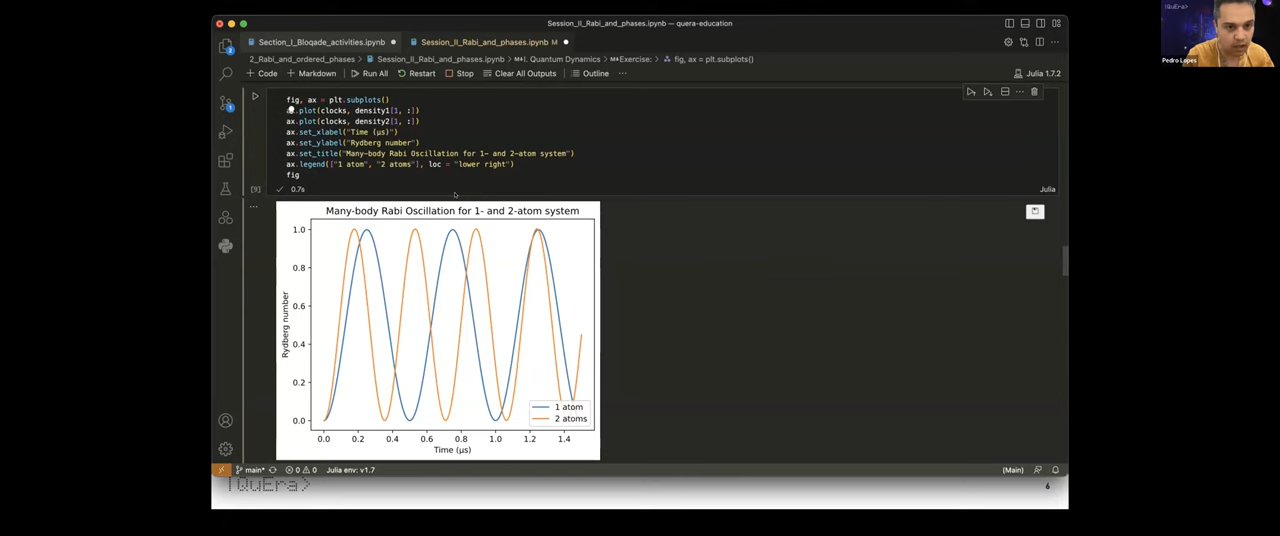 Session_II_Rabi_and_phases.ipynb — quera-education
|QuEra⟩
Pedro Lopes
Section_I_Bloqade_activities.ipynb
Session_II_Rabi_and_phases.ipynb M
2_Rabi_and_ordered_phases > Session_II_Rabi_and_phases.ipynb > M↓ I. Quantum Dynamics > M↓ Exercise: > fig, ax = plt.subplots()
+ Code + Markdown Run All Restart Stop Clear All Outputs Outline ... Julia 1.7.2
fig, ax = plt.subplots()
.plot(clocks, density1[1, :])
ax.plot(clocks, density2[1, :])
ax.set_xlabel("Time (μs)")
ax.set_ylabel("Rydberg number")
ax.set_title("Many-body Rabi Oscillation for 1- and 2-atom system")
ax.legend(["1 atom", "2 atoms"], loc = "lower right")
fig
[9] 0.7s Julia
Many-body Rabi Oscillation for 1- and 2-atom system
1.0
0.8
0.6
0.4
0.2
0.0
Rydberg number
1 atom
2 atoms
0.0 0.2 0.4 0.6 0.8 1.0 1.2 1.4
Time (μs)
2
1
main* 0 0 Julia env: v1.7 (Main)
|QuEra⟩ 6